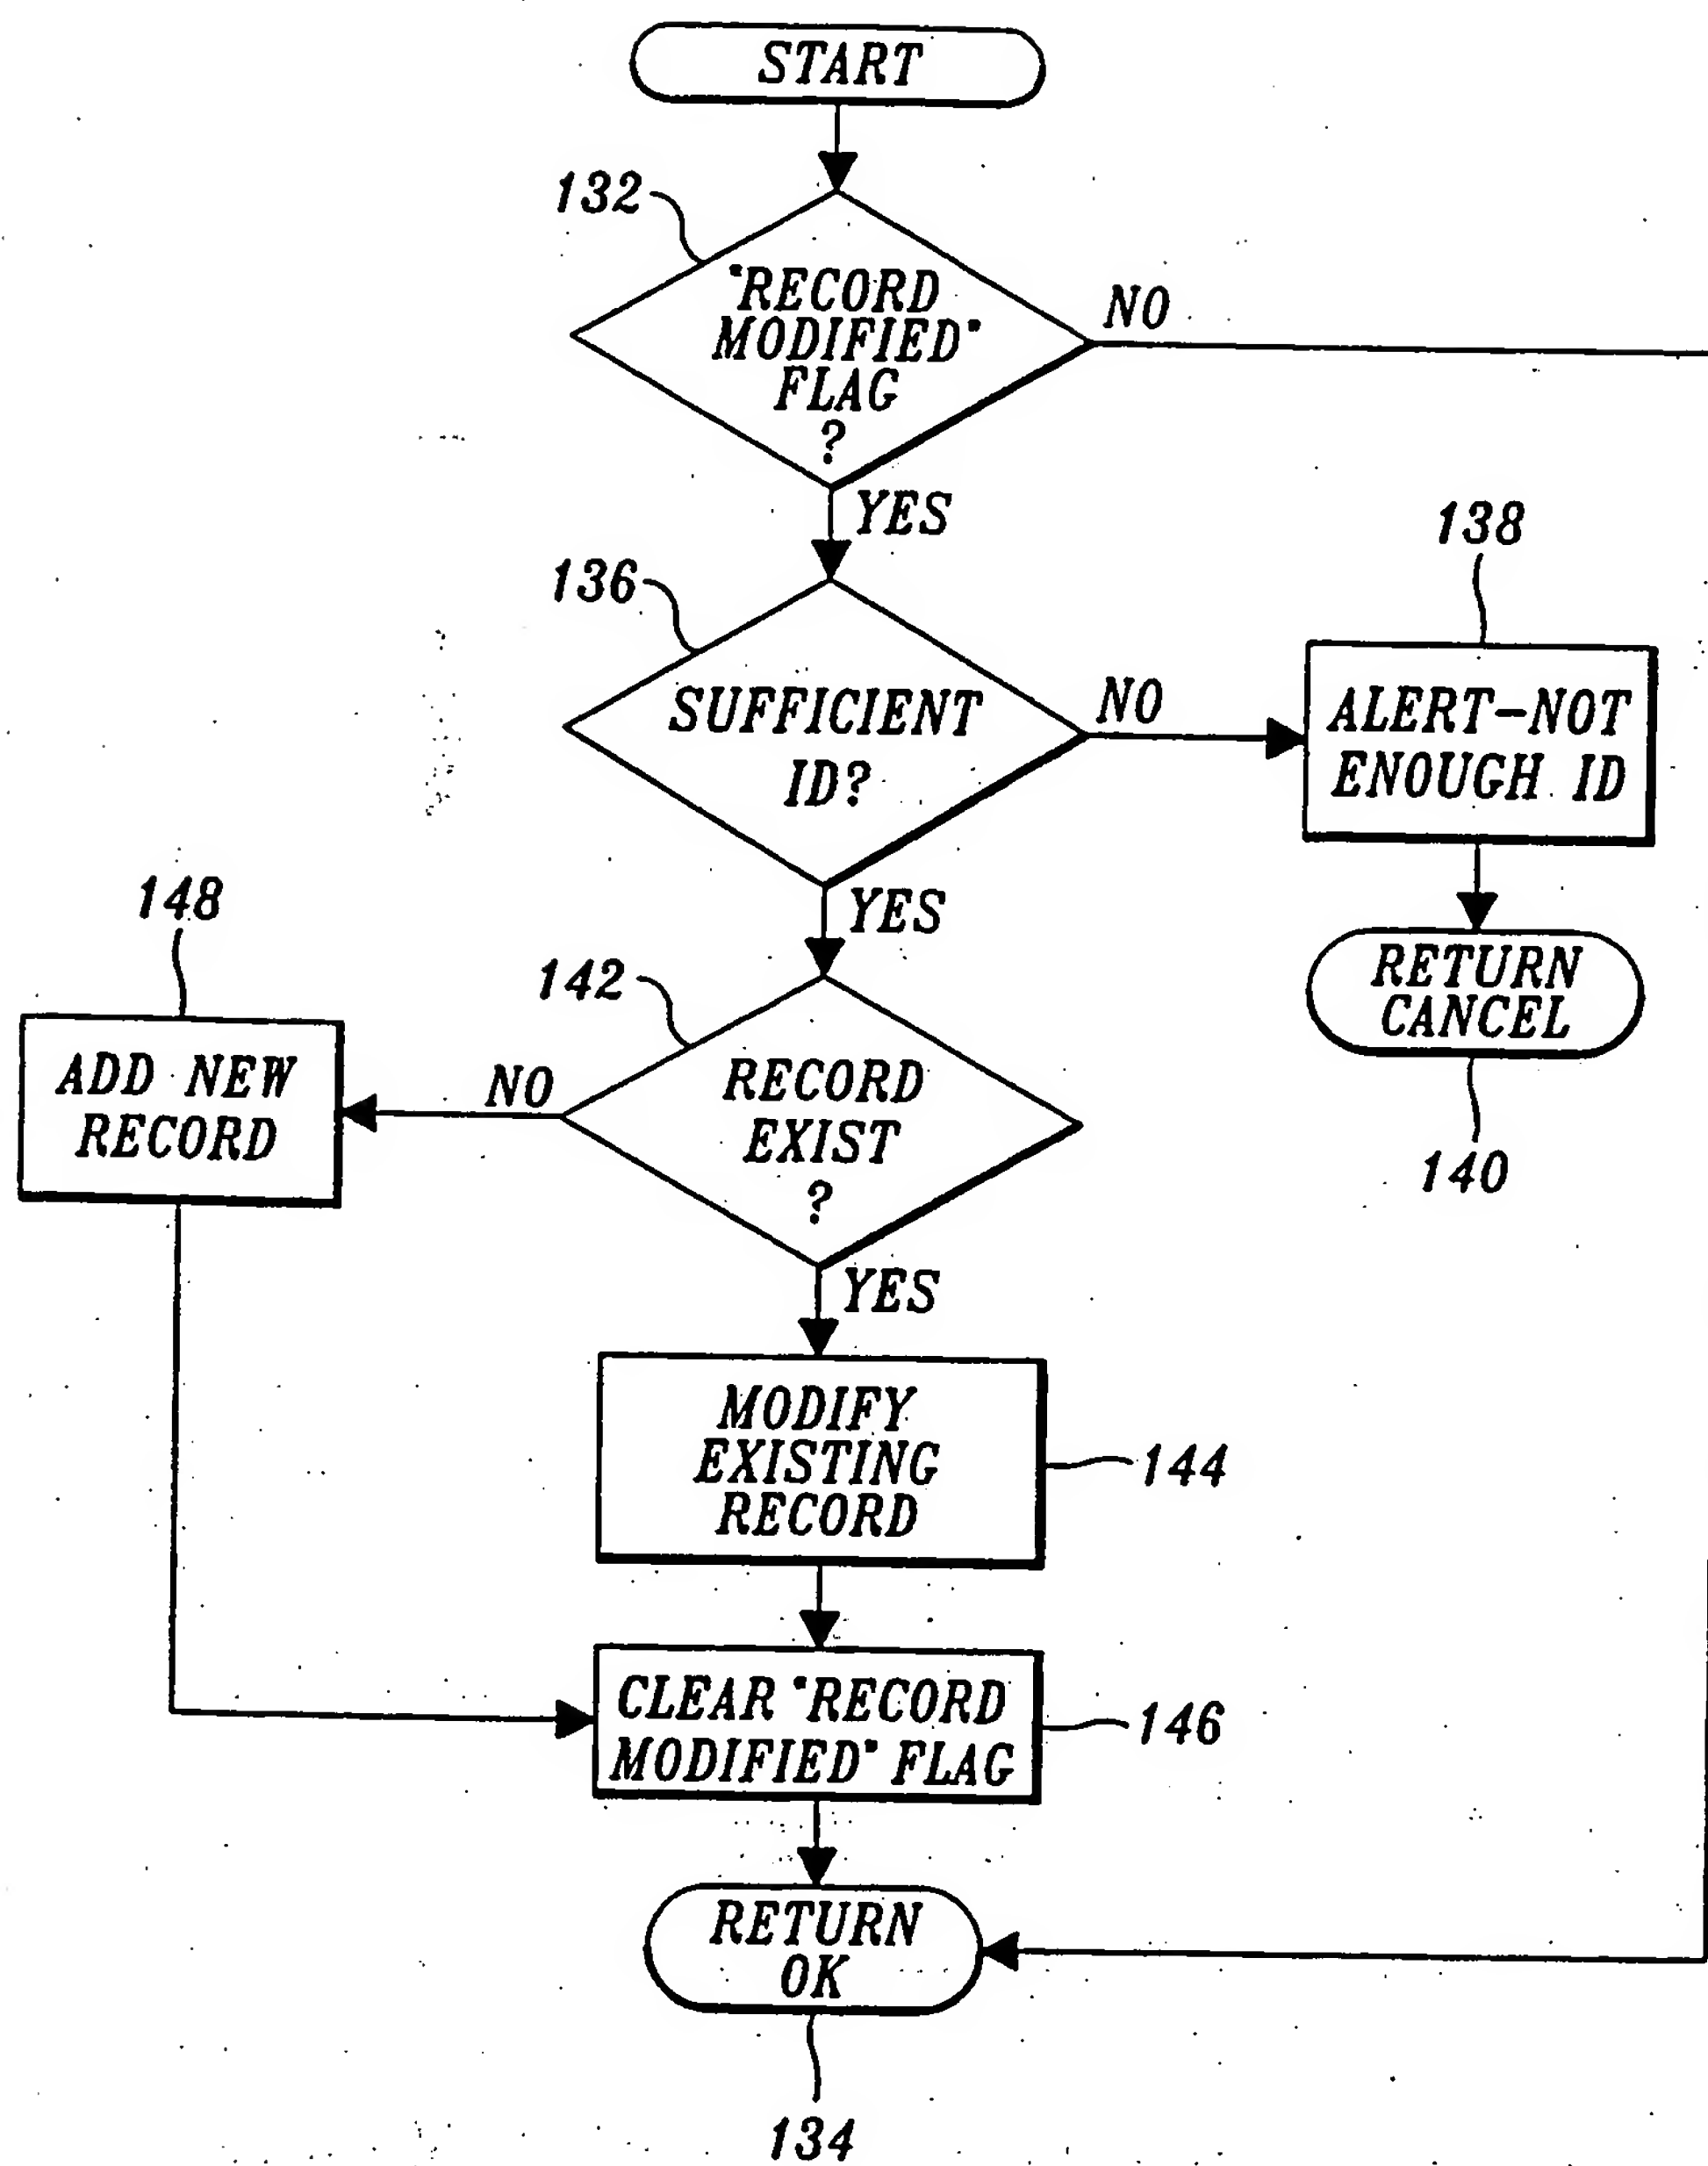 START
132
"RECORD
MODIFIED"
FLAG
?
NO
YES
138
136
SUFFICIENT
ID?
NO
ALERT-NOT
ENOUGH ID
YES
148
142
RETURN
CANCEL
ADD NEW
RECORD
NO
RECORD
EXIST
?
140
YES
MODIFY
EXISTING
RECORD
144
CLEAR "RECORD
MODIFIED" FLAG
146
RETURN
OK
134